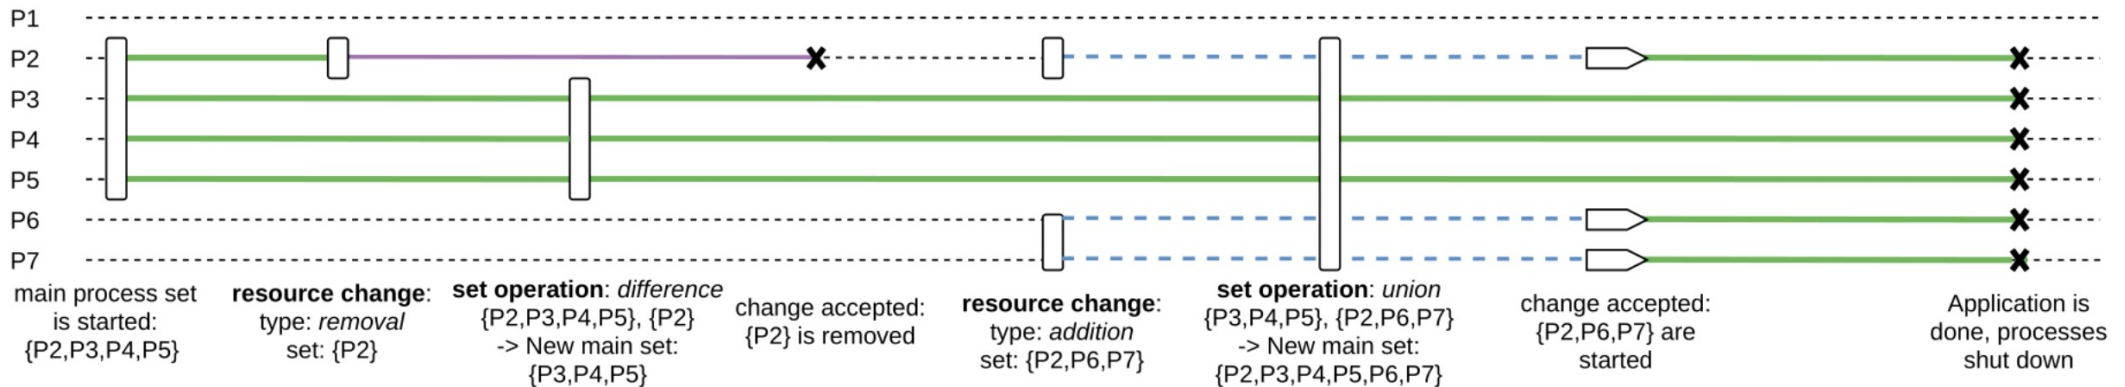 P1
P2
P3
P4
P5
P6
P7
main process set
is started:
{P2,P3,P4,P5}
resource change:
type: removal
set: {P2}
set operation: difference
{P2,P3,P4,P5}, {P2}
-> New main set:
{P3,P4,P5}
change accepted:
{P2} is removed
resource change:
type: addition
set: {P2,P6,P7}
set operation: union
{P3,P4,P5}, {P2,P6,P7}
-> New main set:
{P2,P3,P4,P5,P6,P7}
change accepted:
{P2,P6,P7} are
started
Application is
done, processes
shut down